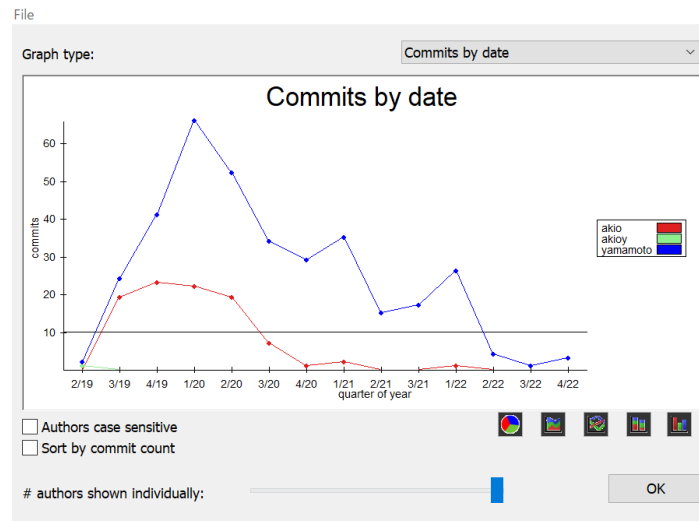 File
Graph type:
Commits by date
Commits by date
60
50
40
30
20
10
commits
akio
akioy
yamamoto
2/19 3/19 4/19 1/20 2/20 3/20 4/20 1/21 2/21 3/21 1/22 2/22 3/22 4/22
quarter of year
Authors case sensitive
Sort by commit count
# authors shown individually:
OK